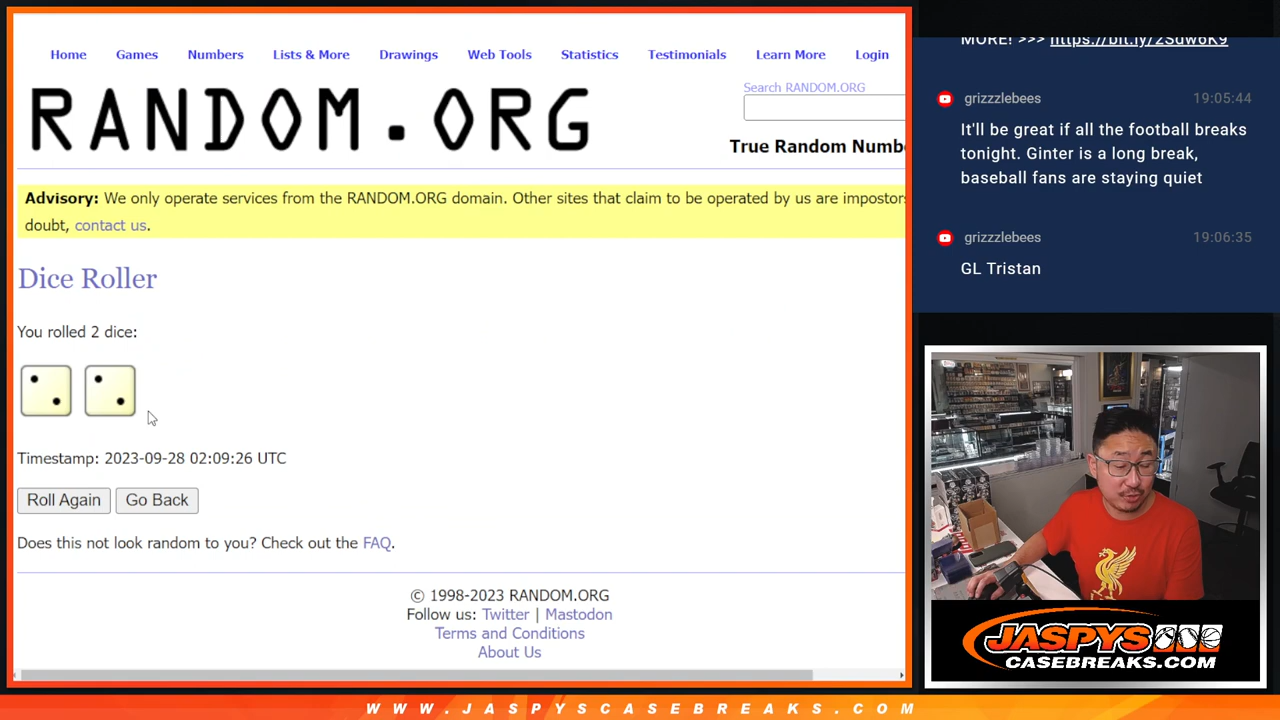 Home Games Numbers Lists & More Drawings Web Tools Statistics Testimonials Learn More Login
RANDOM.ORG
Search RANDOM.ORG
True Random Numbe
Advisory: We only operate services from the RANDOM.ORG domain. Other sites that claim to be operated by us are impostors
doubt, contact us.
Dice Roller
You rolled 2 dice:
Timestamp: 2023-09-28 02:09:26 UTC
Roll Again Go Back
Does this not look random to you? Check out the FAQ.
© 1998-2023 RANDOM.ORG
Follow us: Twitter | Mastodon
Terms and Conditions
About Us
MORE! >>> https://bit.ly/2Sdw6K9
grizzzlebees 19:05:44
It'll be great if all the football breaks
tonight. Ginter is a long break,
baseball fans are staying quiet
grizzzlebees 19:06:35
GL Tristan
JASPYS
CASEBREAKS.COM
WWW.JASPYSCASEBREAKS.COM